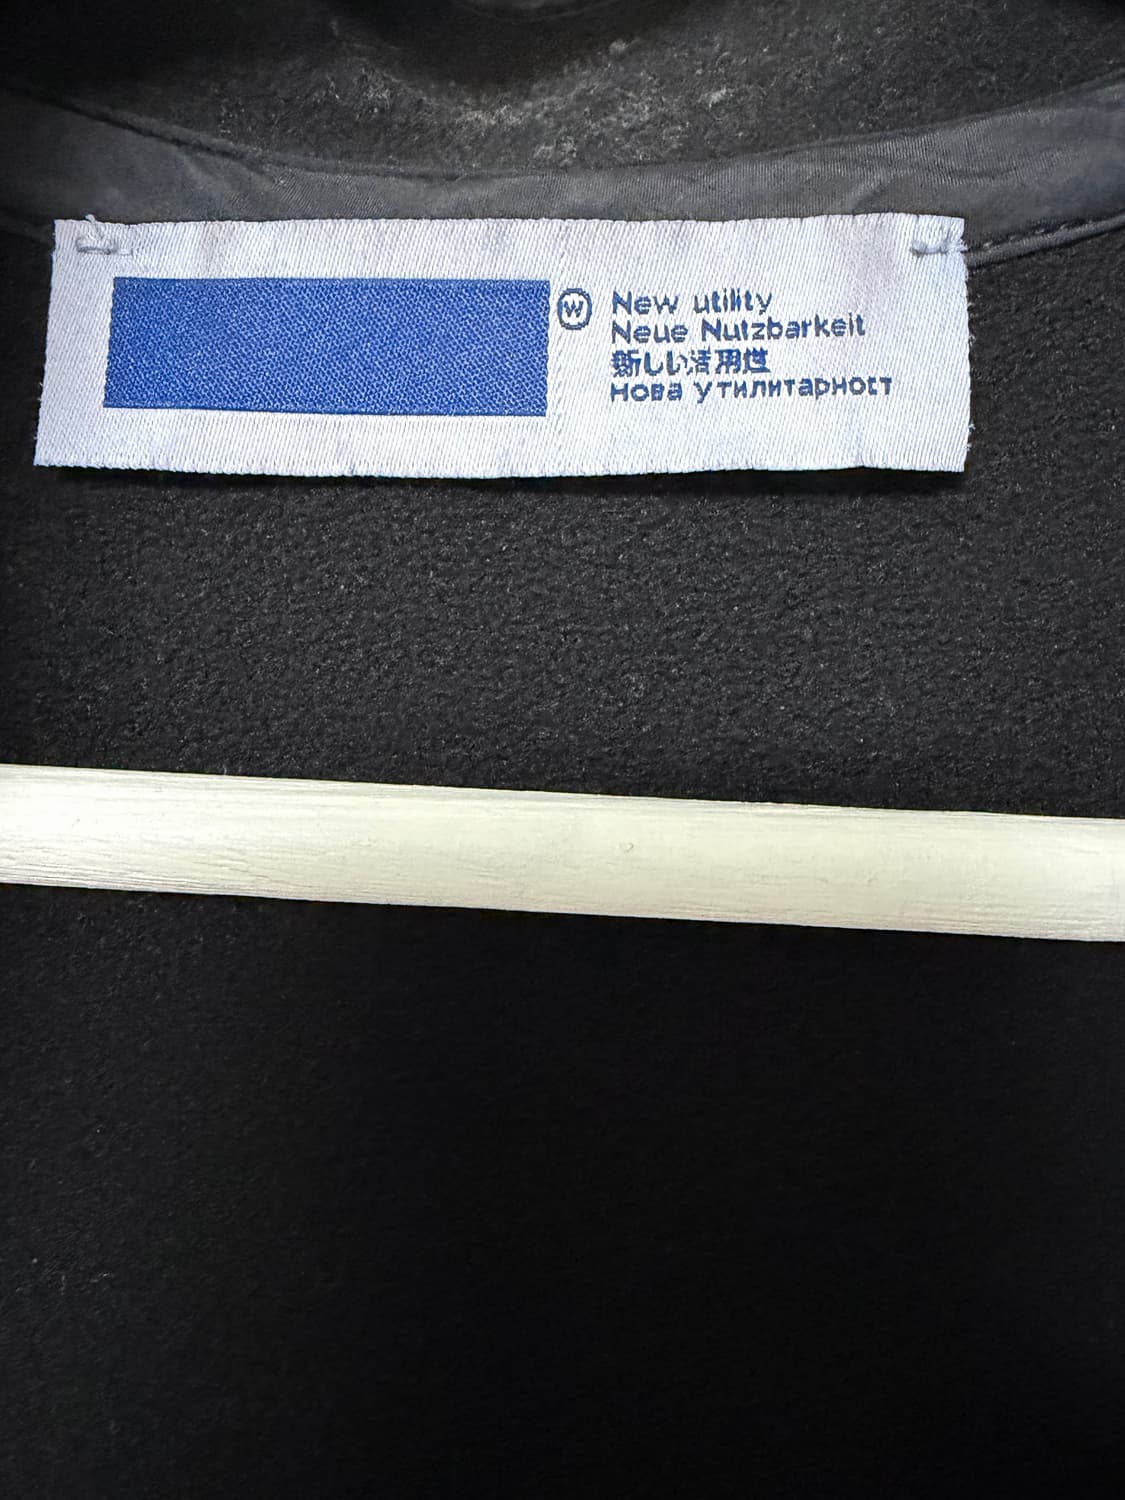 Ⓦ New utility
Neue Nutzbarkeit
新しい活用性
Нова утилитарност